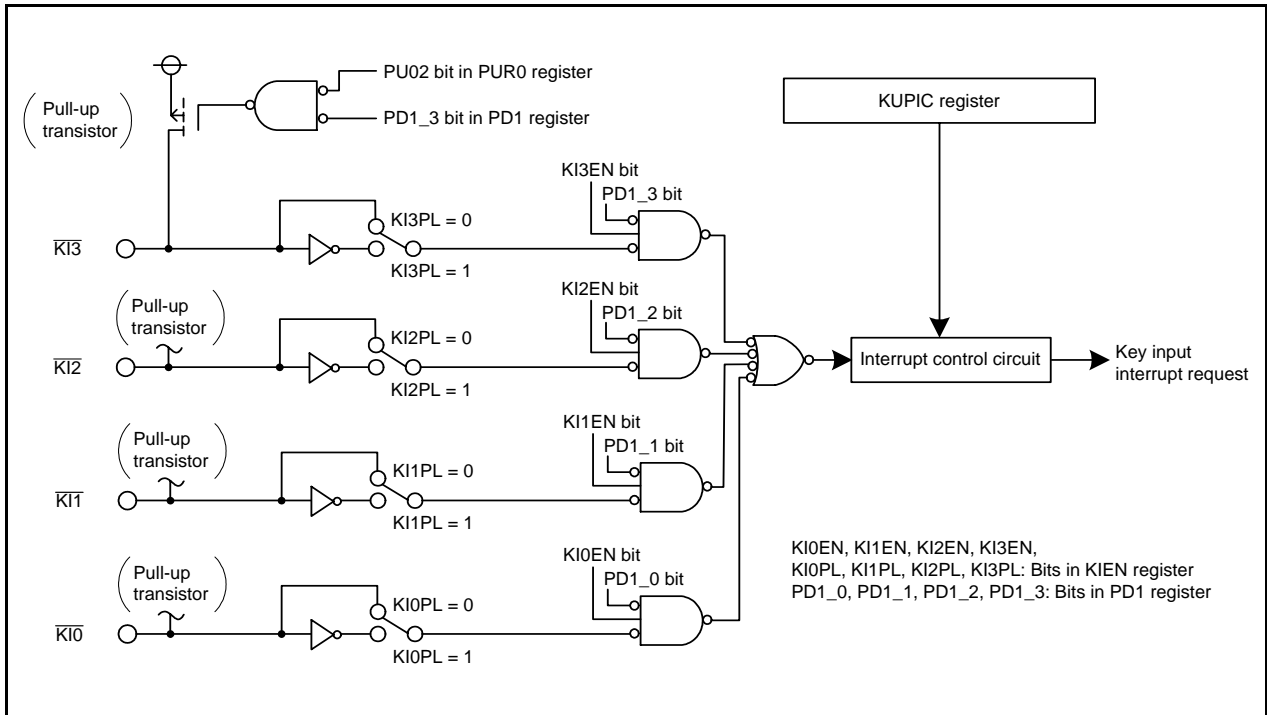 PU02 bit in PUR0 register
PD1_3 bit in PD1 register
(Pull-up
transistor)
KUPIC register
KI3EN bit
PD1_3 bit
KI3
KI3PL = 0
KI3PL = 1
(Pull-up
transistor)
KI2EN bit
PD1_2 bit
KI2
KI2PL = 0
KI2PL = 1
Interrupt control circuit
Key input
interrupt request
(Pull-up
transistor)
KI1EN bit
PD1_1 bit
KI1
KI1PL = 0
KI1PL = 1
(Pull-up
transistor)
KI0EN bit
PD1_0 bit
KI0
KI0PL = 0
KI0PL = 1
KI0EN, KI1EN, KI2EN, KI3EN,
KI0PL, KI1PL, KI2PL, KI3PL: Bits in KIEN register
PD1_0, PD1_1, PD1_2, PD1_3: Bits in PD1 register